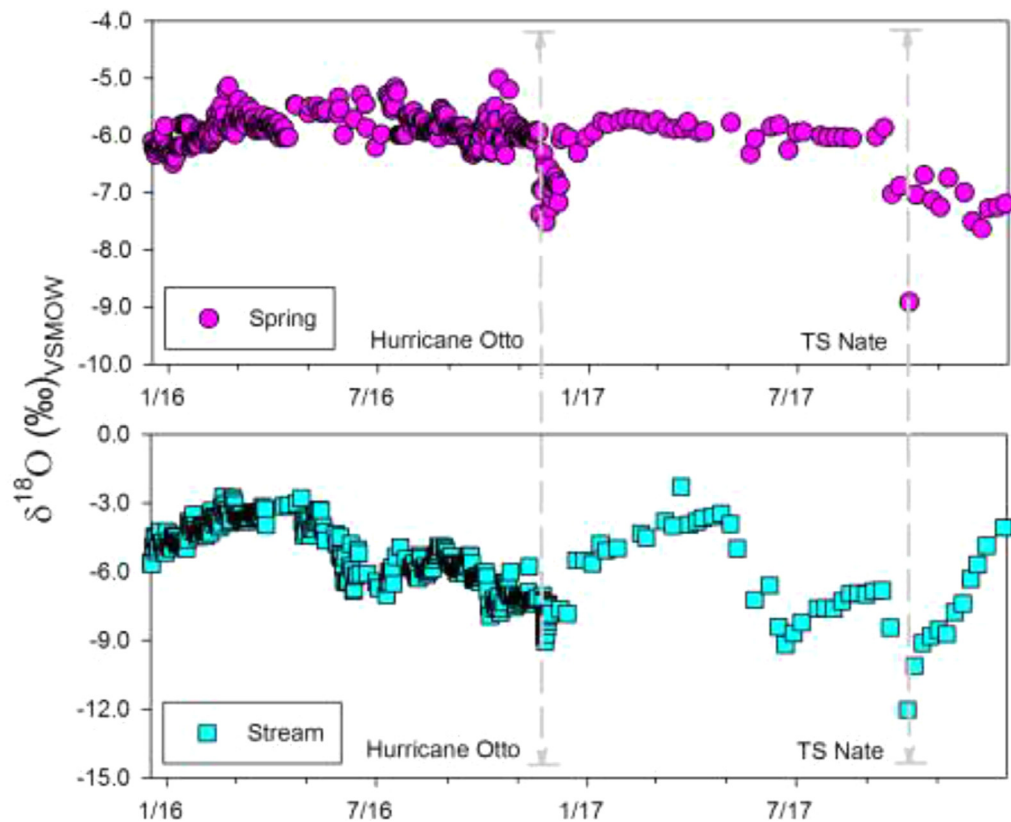 -4.0
-5.0
-6.0
-7.0
-8.0
-9.0
-10.0
Spring
Hurricane Otto
TS Nate
1/16 7/16 1/17 7/17
δ18O (‰)VSMOW
0.0
-3.0
-6.0
-9.0
-12.0
-15.0
Stream
Hurricane Otto
TS Nate
1/16 7/16 1/17 7/17